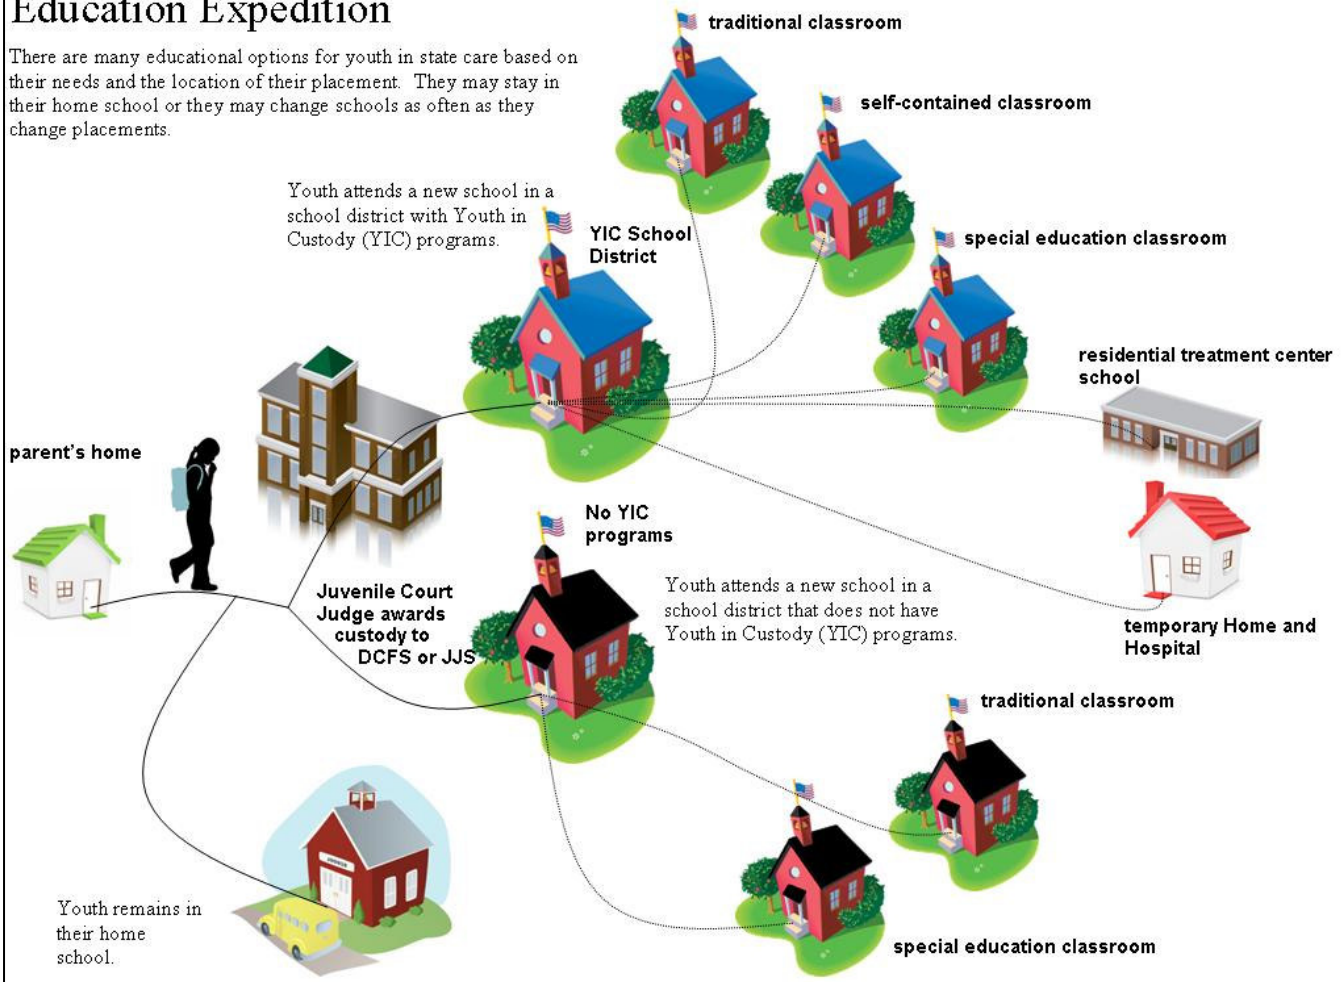 Education Expedition
There are many educational options for youth in state care based on
their needs and the location of their placement.  They may stay in
their home school or they may change schools as often as they
change placements.
traditional classroom
self-contained classroom
Youth attends a new school in a
school district with Youth in
Custody (YIC) programs.
YIC School
District
special education classroom
residential treatment center
school
parent's home
No YIC
programs
Juvenile Court
Judge awards
custody to
DCFS or JJS
Youth attends a new school in a
school district that does not have
Youth in Custody (YIC) programs.
temporary Home and
Hospital
traditional classroom
Youth remains in
their home
school.
special education classroom